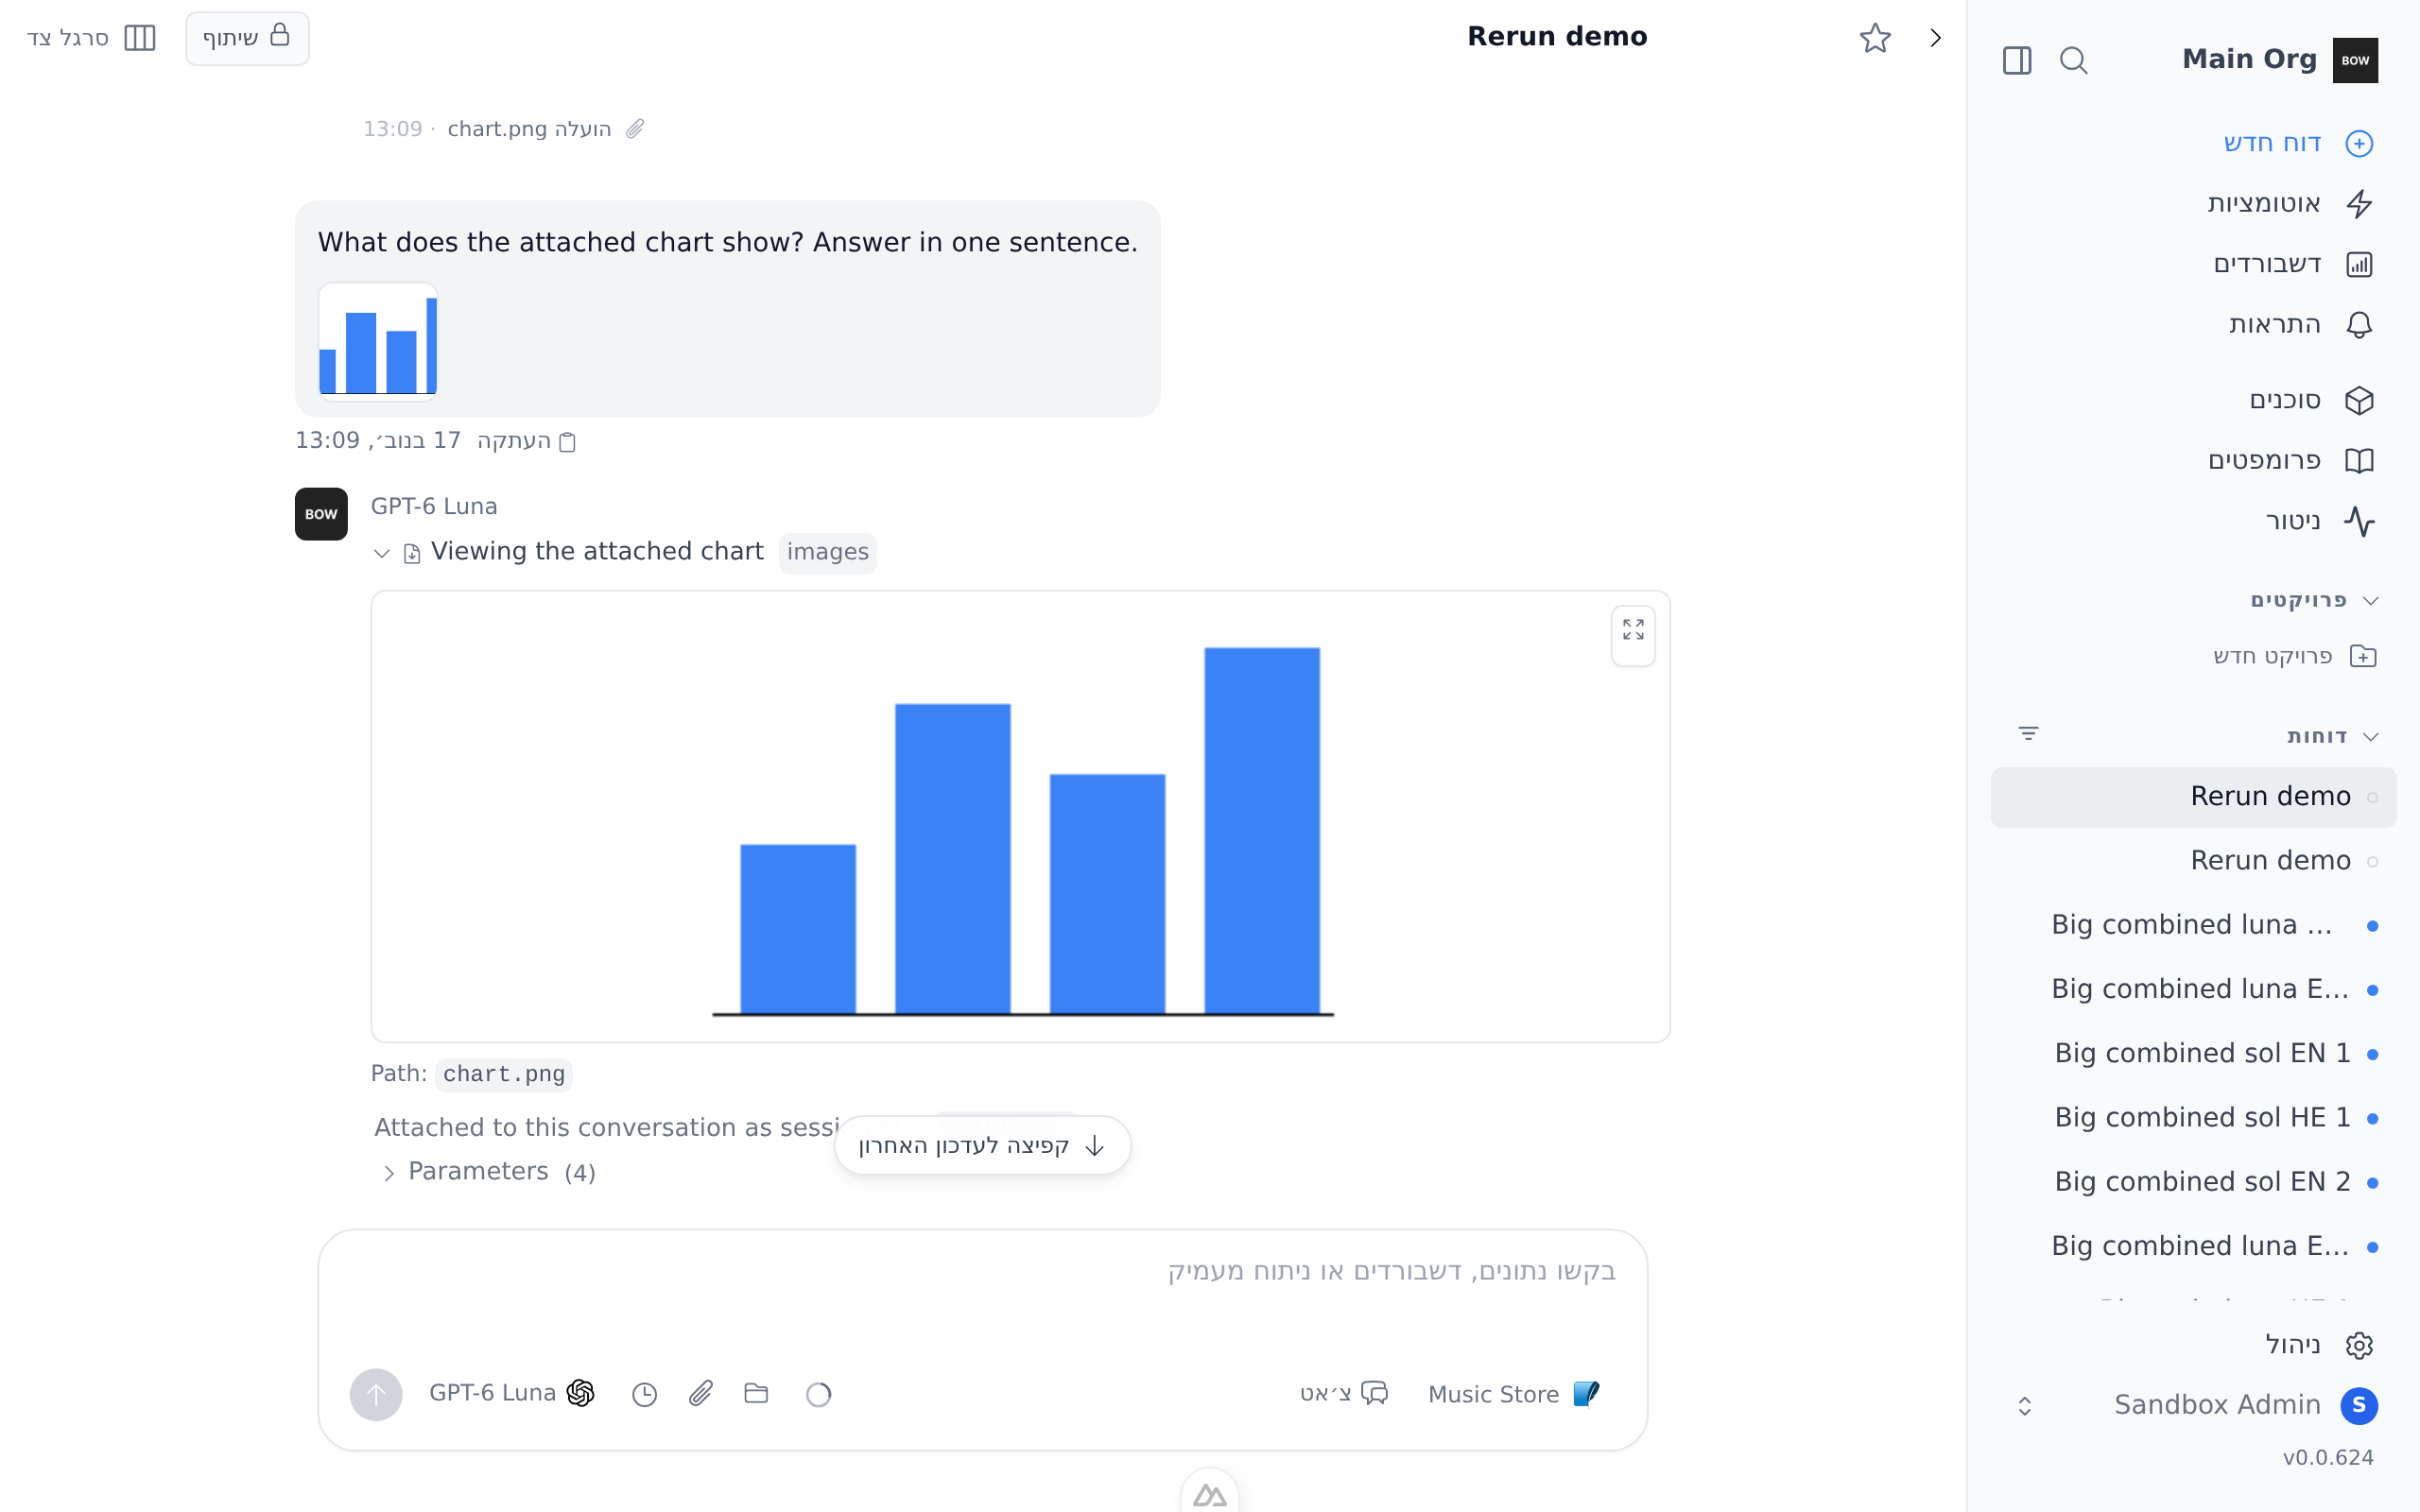 סרגל צד
שיתוף
Rerun demo
Main Org
BOW
דוח חדש
אוטומציות
דשבורדים
התראות
סוכנים
פרומפטים
ניטור
פרויקטים
פרויקט חדש
דוחות
Rerun demo
Rerun demo
Big combined luna ...
Big combined luna E...
Big combined sol EN 1
Big combined sol HE 1
Big combined sol EN 2
Big combined luna E...
ניהול
Sandbox Admin
S
v0.0.624
הועלה chart.png · 13:09
What does the attached chart show? Answer in one sentence.
העתקה 17 בנוב׳, 13:09
BOW
GPT-6 Luna
Viewing the attached chart images
Path: chart.png
Attached to this conversation as sessi
קפיצה לעדכון האחרון
Parameters (4)
בקשו נתונים, דשבורדים או ניתוח מעמיק
GPT-6 Luna
צ׳אט
Music Store